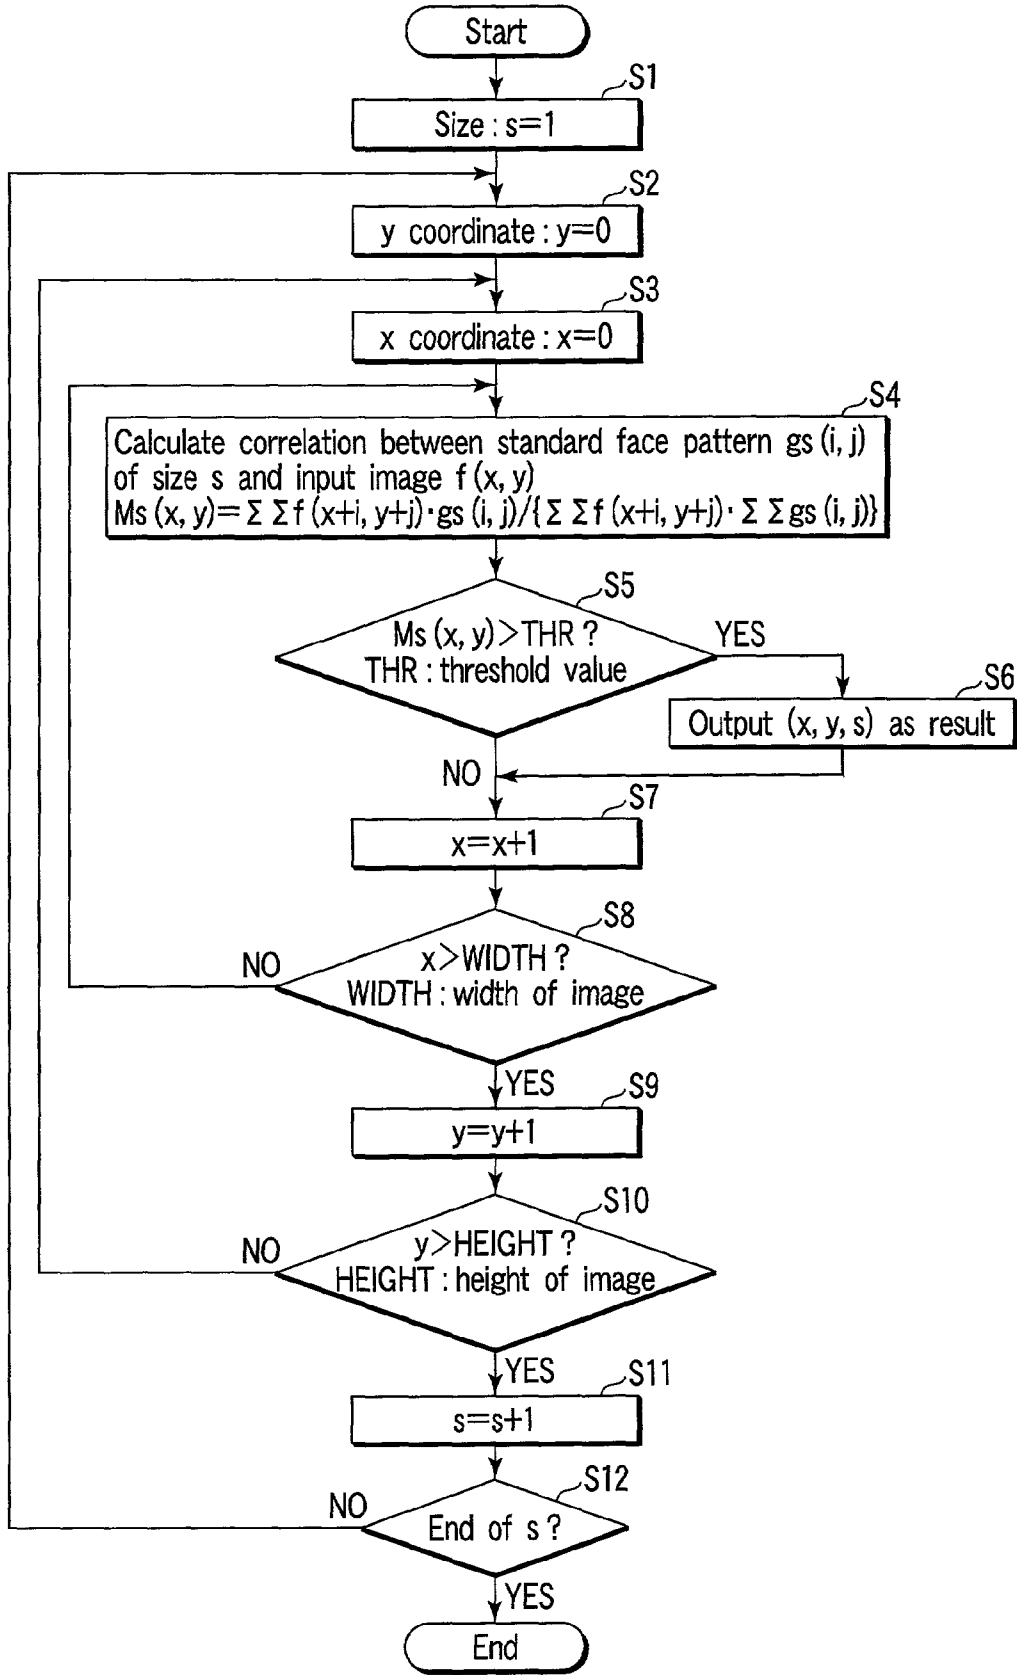 Start
S1
Size : s=1
S2
y coordinate : y=0
S3
x coordinate : x=0
S4
Calculate correlation between standard face pattern gs (i, j)
of size s and input image f (x, y)
Ms (x, y)=Σ Σ f (x+i, y+j)·gs (i, j)/{Σ Σ f (x+i, y+j)· Σ Σ gs (i, j)}
S5
Ms (x, y)>THR ?
THR : threshold value
YES
S6
Output (x, y, s) as result
NO
S7
x=x+1
S8
x>WIDTH ?
WIDTH : width of image
NO
YES
S9
y=y+1
S10
y>HEIGHT ?
HEIGHT : height of image
NO
YES
S11
s=s+1
S12
End of s ?
NO
YES
End